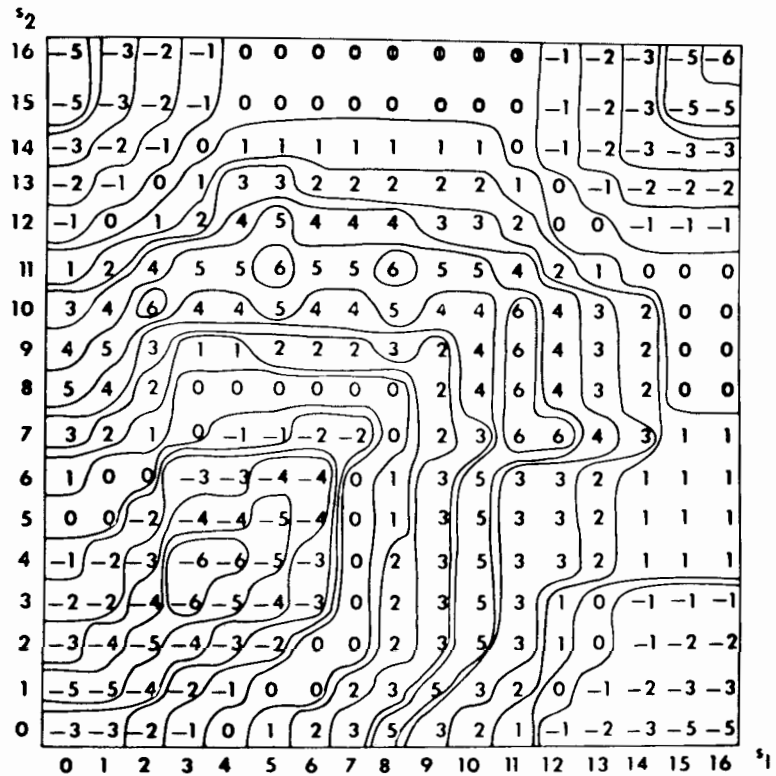 s2
16 −5 −3 −2 −1 0 0 0 0 0 0 0 0 −1 −2 −3 −5 −6
15 −5 −3 −2 −1 0 0 0 0 0 0 0 0 −1 −2 −3 −5 −5
14 −3 −2 −1 0 1 1 1 1 1 1 1 0 −1 −2 −3 −3 −3
13 −2 −1 0 1 3 3 2 2 2 2 2 1 0 −1 −2 −2 −2
12 −1 0 1 2 4 5 4 4 4 3 3 2 0 0 −1 −1 −1
11 1 2 4 5 5 6 5 5 6 5 5 4 2 1 0 0 0
10 3 4 6 4 4 5 4 4 5 4 4 6 4 3 2 0 0
9 4 5 3 1 1 2 2 2 3 2 4 6 4 3 2 0 0
8 5 4 2 0 0 0 0 0 0 2 4 6 4 3 2 0 0
7 3 2 1 0 −1 −1 −2 −2 0 2 3 6 6 4 3 1 1
6 1 0 0 −3 −3 −4 −4 0 1 3 5 3 3 2 1 1 1
5 0 0 −2 −4 −4 −5 −4 0 1 3 5 3 3 2 1 1 1
4 −1 −2 −3 −6 −6 −5 −3 0 2 3 5 3 3 2 1 1 1
3 −2 −2 −4 −6 −5 −4 −3 0 2 3 5 3 1 0 −1 −1 −1
2 −3 −4 −5 −4 −3 −2 0 0 2 3 5 3 1 0 −1 −2 −2
1 −5 −5 −4 −2 −1 0 0 2 3 5 3 2 0 −1 −2 −3 −3
0 −3 −3 −2 −1 0 1 2 3 5 3 2 1 −1 −2 −3 −5 −5
0 1 2 3 4 5 6 7 8 9 10 11 12 13 14 15 16
s1